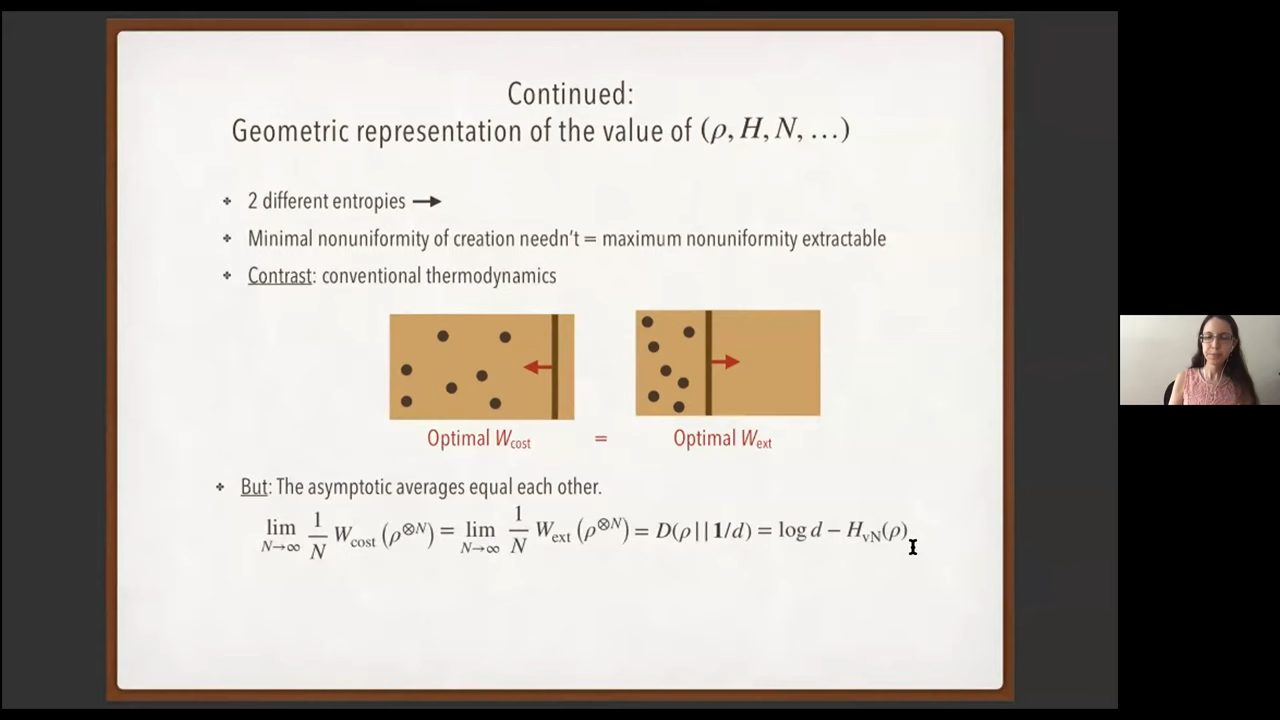 Continued:
Geometric representation of the value of (ρ, H, N, …)
2 different entropies →
Minimal nonuniformity of creation needn't = maximum nonuniformity extractable
Contrast: conventional thermodynamics
Optimal W_cost = Optimal W_ext
But: The asymptotic averages equal each other.
lim_{N→∞} 1/N W_cost (ρ^{⊗N}) = lim_{N→∞} 1/N W_ext (ρ^{⊗N}) = D(ρ||1/d) = log d − H_vN(ρ)